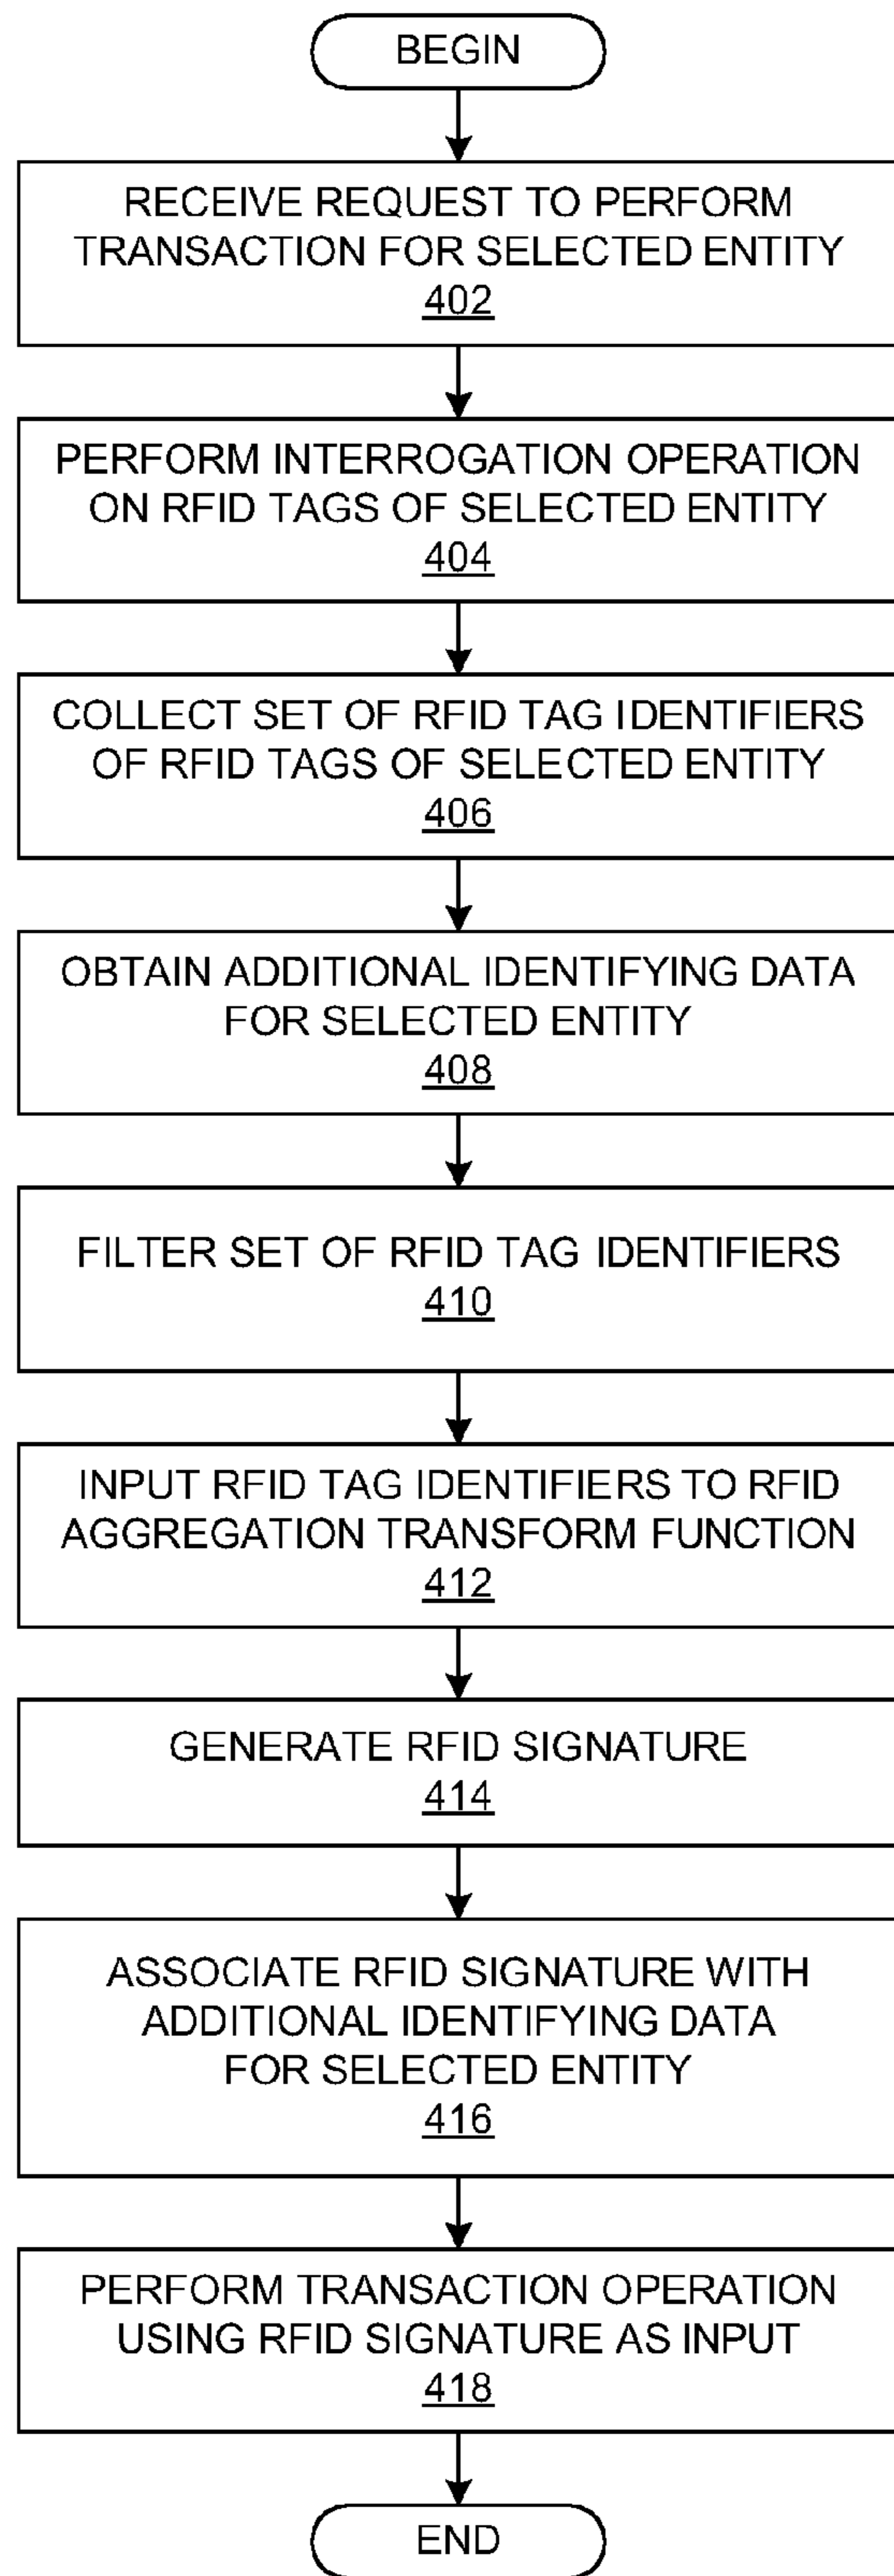 BEGIN
RECEIVE REQUEST TO PERFORM
TRANSACTION FOR SELECTED ENTITY
402
PERFORM INTERROGATION OPERATION
ON RFID TAGS OF SELECTED ENTITY
404
COLLECT SET OF RFID TAG IDENTIFIERS
OF RFID TAGS OF SELECTED ENTITY
406
OBTAIN ADDITIONAL IDENTIFYING DATA
FOR SELECTED ENTITY
408
FILTER SET OF RFID TAG IDENTIFIERS
410
INPUT RFID TAG IDENTIFIERS TO RFID
AGGREGATION TRANSFORM FUNCTION
412
GENERATE RFID SIGNATURE
414
ASSOCIATE RFID SIGNATURE WITH
ADDITIONAL IDENTIFYING DATA
FOR SELECTED ENTITY
416
PERFORM TRANSACTION OPERATION
USING RFID SIGNATURE AS INPUT
418
END